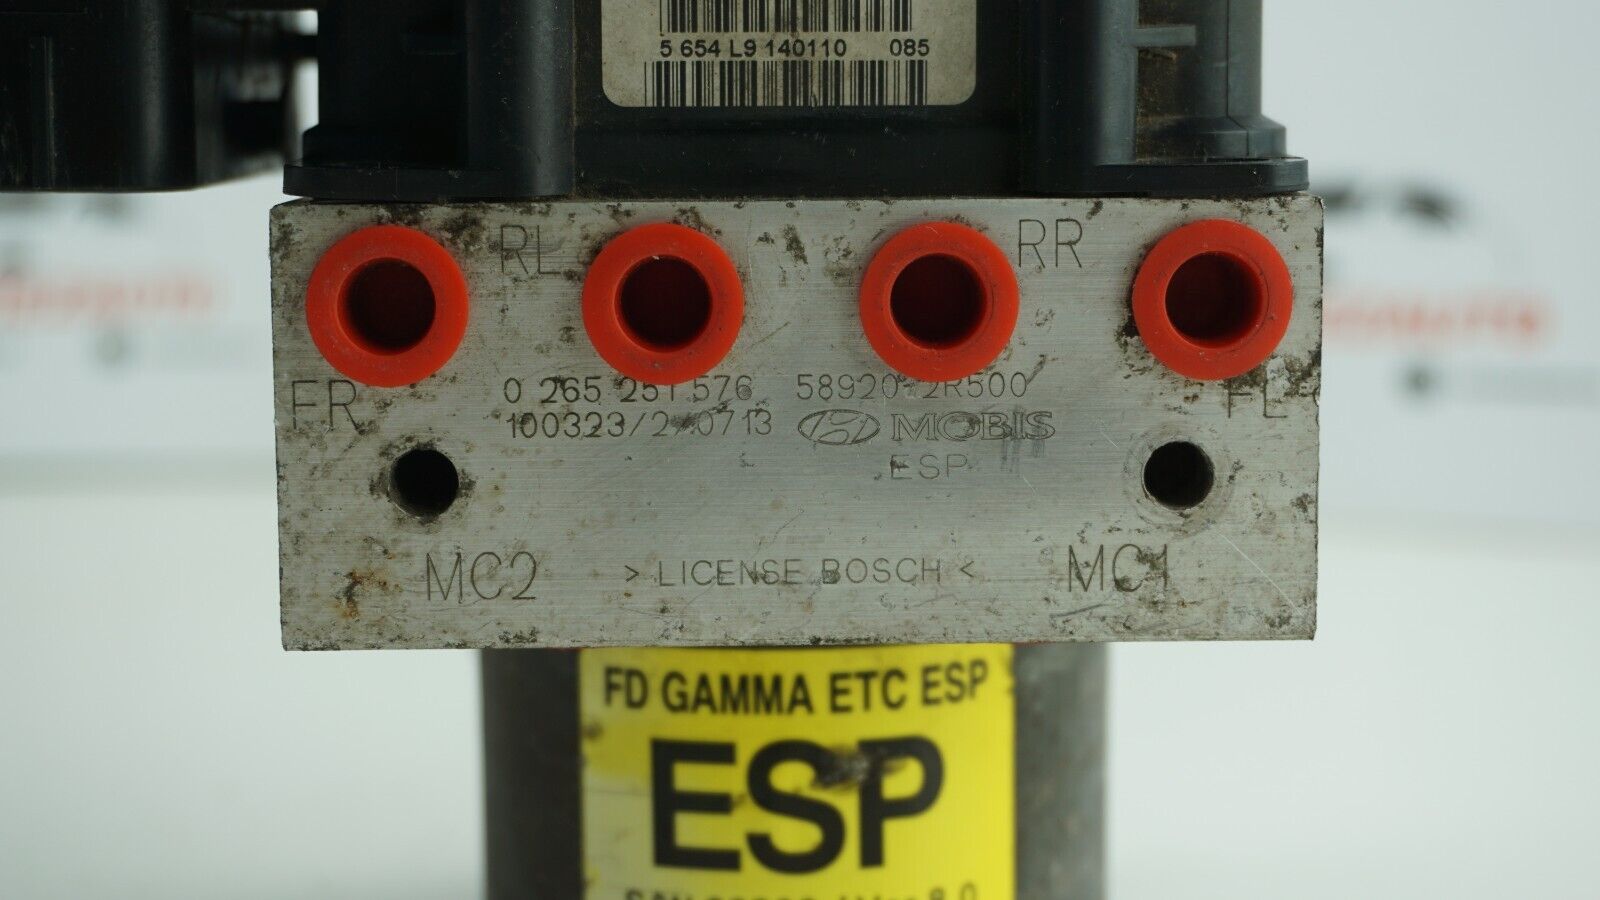 5 654 L9 140110 085
RL RR
FR FL
0 265 251 576 58920-2R500
100323/2/0713 MOBIS
ESP
MC2 > LICENSE BOSCH < MC1
FD GAMMA ETC ESP
ESP